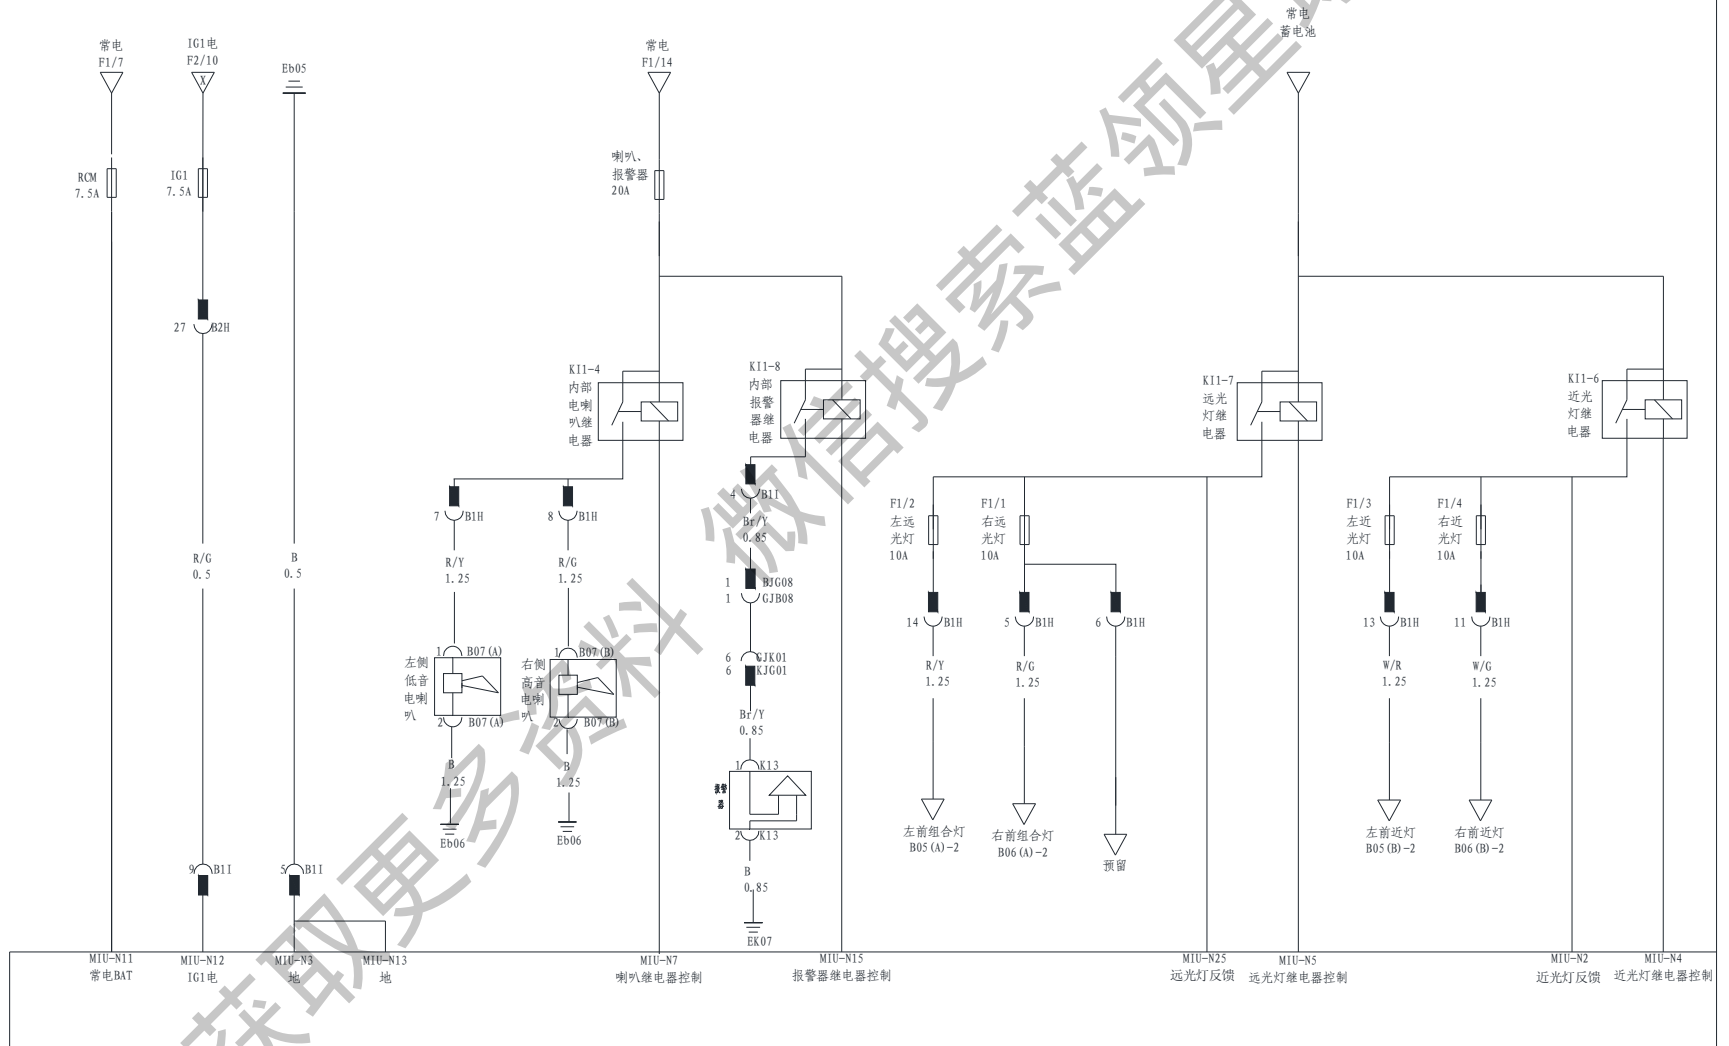 常电
F1/7
IG1电
F2/10
X
Eb05
常电
F1/14
常电
蓄电池
RCM
7.5A
IG1
7.5A
喇叭、
报警器
20A
27 B2H
KI1-4
内部
电喇
叭继
电器
KI1-8
内部
报警
器继
电器
KI1-7
远光
灯继
电器
KI1-6
近光
灯继
电器
7 B1H
8 B1H
4 B1I
F1/2
左远
光灯
10A
F1/1
右远
光灯
10A
F1/3
左近
光灯
10A
F1/4
右近
光灯
10A
R/G
0.5
B
0.5
R/Y
1.25
R/G
1.25
Br/Y
0.85
1 BJG08
1 GJB08
14 B1H
5 B1H
6 B1H
13 B1H
11 B1H
6 GJK01
6 KJG01
R/Y
1.25
R/G
1.25
W/R
1.25
W/G
1.25
左侧
低音
电喇
叭
1 B07(A)
2 B07(A)
右侧
高音
电喇
叭
1 B07(B)
2 B07(B)
Br/Y
0.85
B
1.25
Eb06
B
1.25
Eb06
1 K13
报警
器
2 K13
B
0.85
EK07
左前组合灯
B05(A)-2
右前组合灯
B06(A)-2
预留
左前近灯
B05(B)-2
右前近灯
B06(B)-2
9 B1I
5 B1I
MIU-N11
常电BAT
MIU-N12
IG1电
MIU-N3
地
MIU-N13
地
MIU-N7
喇叭继电器控制
MIU-N15
报警器继电器控制
MIU-N25
远光灯反馈
MIU-N5
远光灯继电器控制
MIU-N2
近光灯反馈
MIU-N4
近光灯继电器控制
获取更多资料 微信搜索蓝领星球